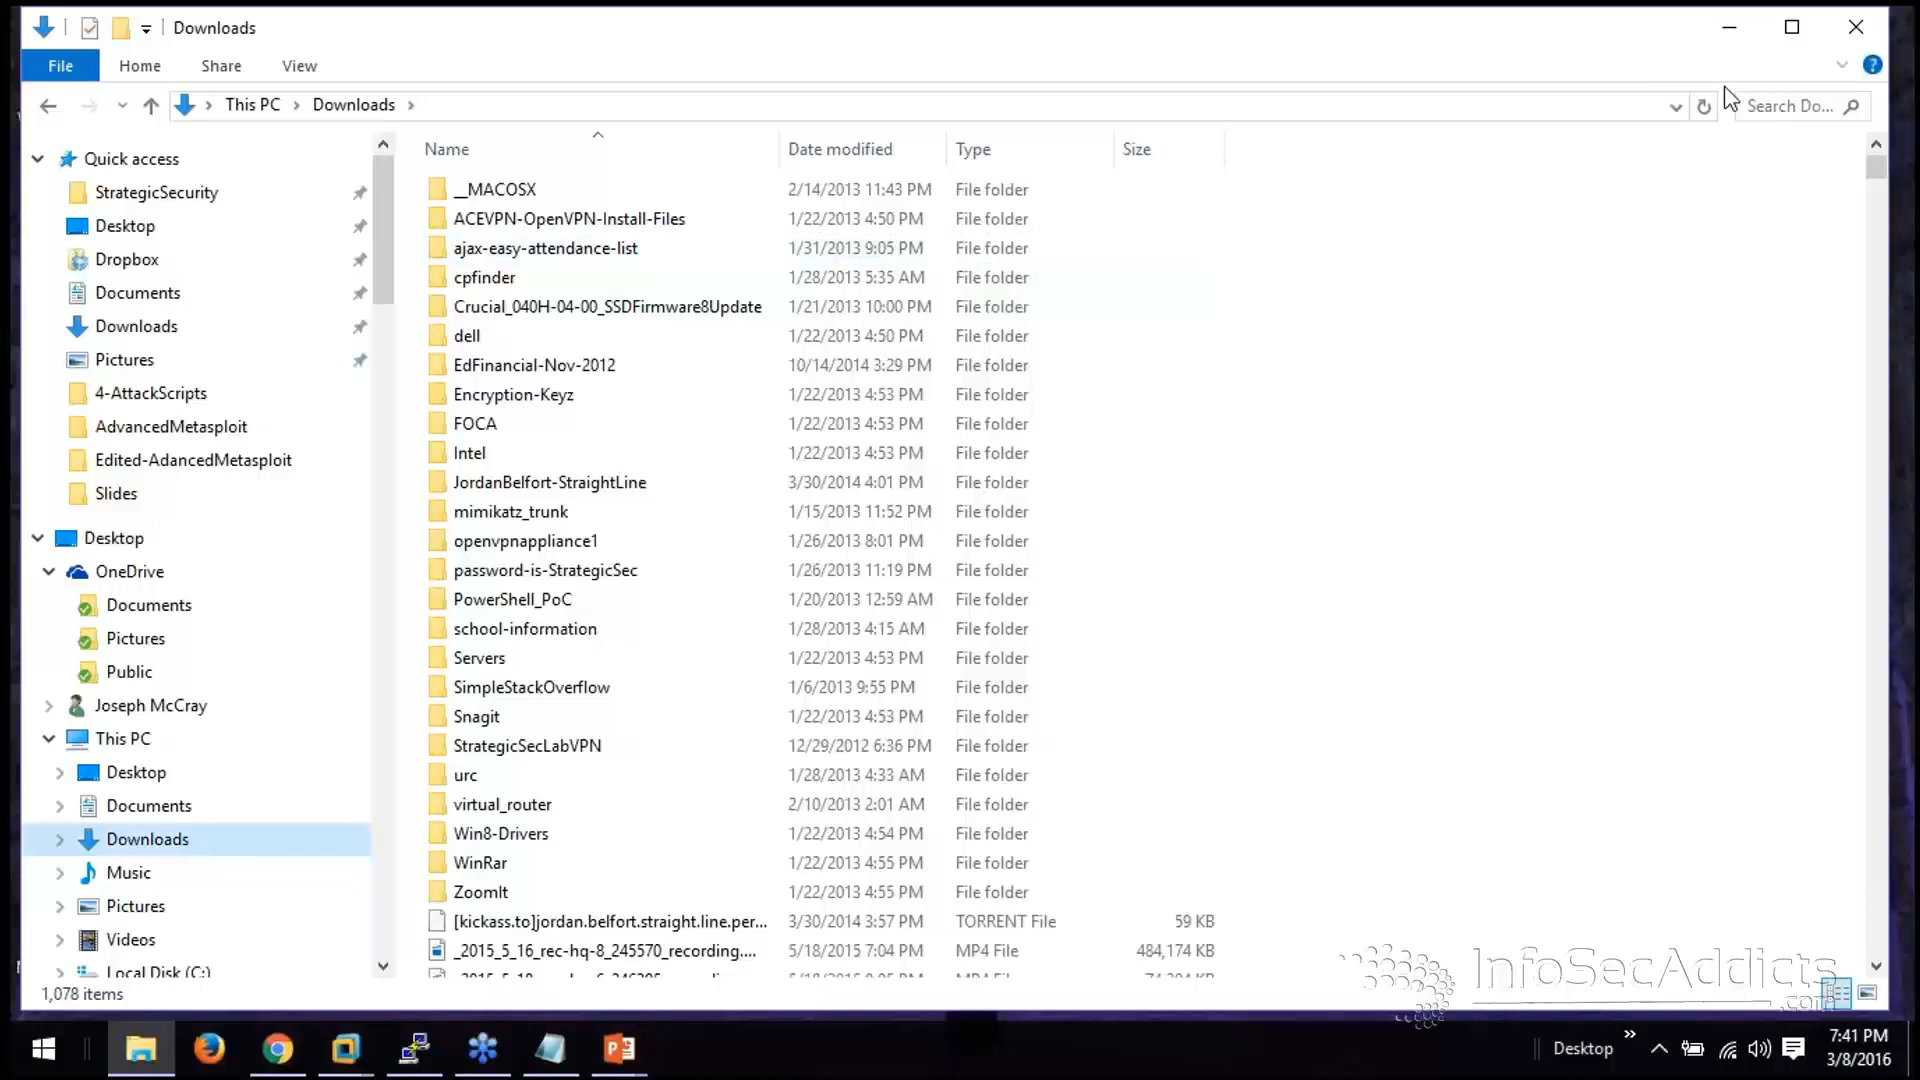 Downloads
File Home Share View
This PC Downloads Search Do...
Name Date modified Type Size
Quick access
StrategicSecurity
Desktop
Dropbox
Documents
Downloads
Pictures
4-AttackScripts
AdvancedMetasploit
Edited-AdancedMetasploit
Slides
Desktop
OneDrive
Documents
Pictures
Public
Joseph McCray
This PC
Desktop
Documents
Downloads
Music
Pictures
Videos
Local Disk (C:)
__MACOSX 2/14/2013 11:43 PM File folder
ACEVPN-OpenVPN-Install-Files 1/22/2013 4:50 PM File folder
ajax-easy-attendance-list 1/31/2013 9:05 PM File folder
cpfinder 1/28/2013 5:35 AM File folder
Crucial_040H-04-00_SSDFirmware8Update 1/21/2013 10:00 PM File folder
dell 1/22/2013 4:50 PM File folder
EdFinancial-Nov-2012 10/14/2014 3:29 PM File folder
Encryption-Keyz 1/22/2013 4:53 PM File folder
FOCA 1/22/2013 4:53 PM File folder
Intel 1/22/2013 4:53 PM File folder
JordanBelfort-StraightLine 3/30/2014 4:01 PM File folder
mimikatz_trunk 1/15/2013 11:52 PM File folder
openvpnappliance1 1/26/2013 8:01 PM File folder
password-is-StrategicSec 1/26/2013 11:19 PM File folder
PowerShell_PoC 1/20/2013 12:59 AM File folder
school-information 1/28/2013 4:15 AM File folder
Servers 1/22/2013 4:53 PM File folder
SimpleStackOverflow 1/6/2013 9:55 PM File folder
Snagit 1/22/2013 4:53 PM File folder
StrategicSecLabVPN 12/29/2012 6:36 PM File folder
urc 1/28/2013 4:33 AM File folder
virtual_router 2/10/2013 2:01 AM File folder
Win8-Drivers 1/22/2013 4:54 PM File folder
WinRar 1/22/2013 4:55 PM File folder
ZoomIt 1/22/2013 4:55 PM File folder
[kickass.to]jordan.belfort.straight.line.per... 3/30/2014 3:57 PM TORRENT File 59 KB
_2015_5_16_rec-hq-8_245570_recording.... 5/18/2015 7:04 PM MP4 File 484,174 KB
1,078 items
InfoSecAddicts
.com
Desktop 7:41 PM
3/8/2016